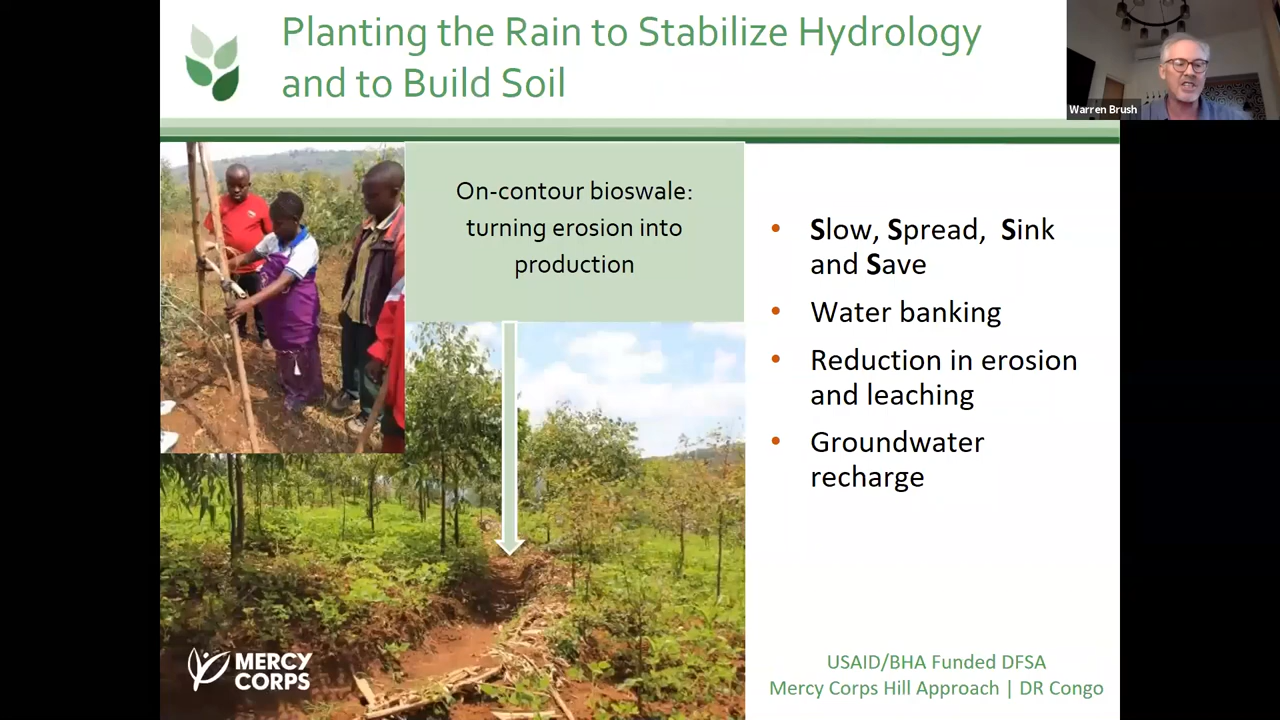 Planting the Rain to Stabilize Hydrology
and to Build Soil
Warren Brush
On-contour bioswale:
turning erosion into
production
• Slow, Spread, Sink
and Save
• Water banking
• Reduction in erosion
and leaching
• Groundwater
recharge
MERCY
CORPS
USAID/BHA Funded DFSA
Mercy Corps Hill Approach | DR Congo